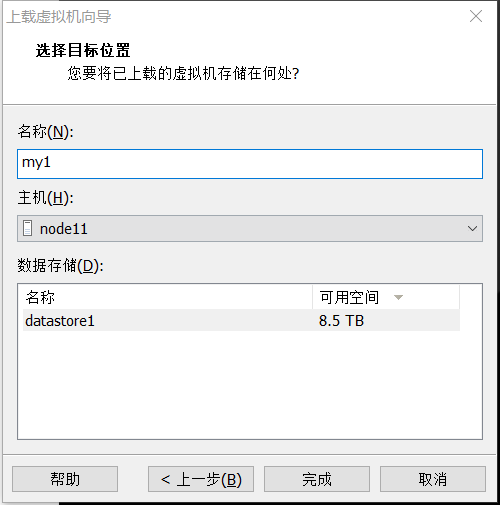 上载虚拟机向导
选择目标位置
您要将已上载的虚拟机存储在何处?
名称(N):
my1
主机(H):
node11
数据存储(D):
名称 可用空间
datastore1 8.5 TB
帮助 < 上一步(B) 完成 取消